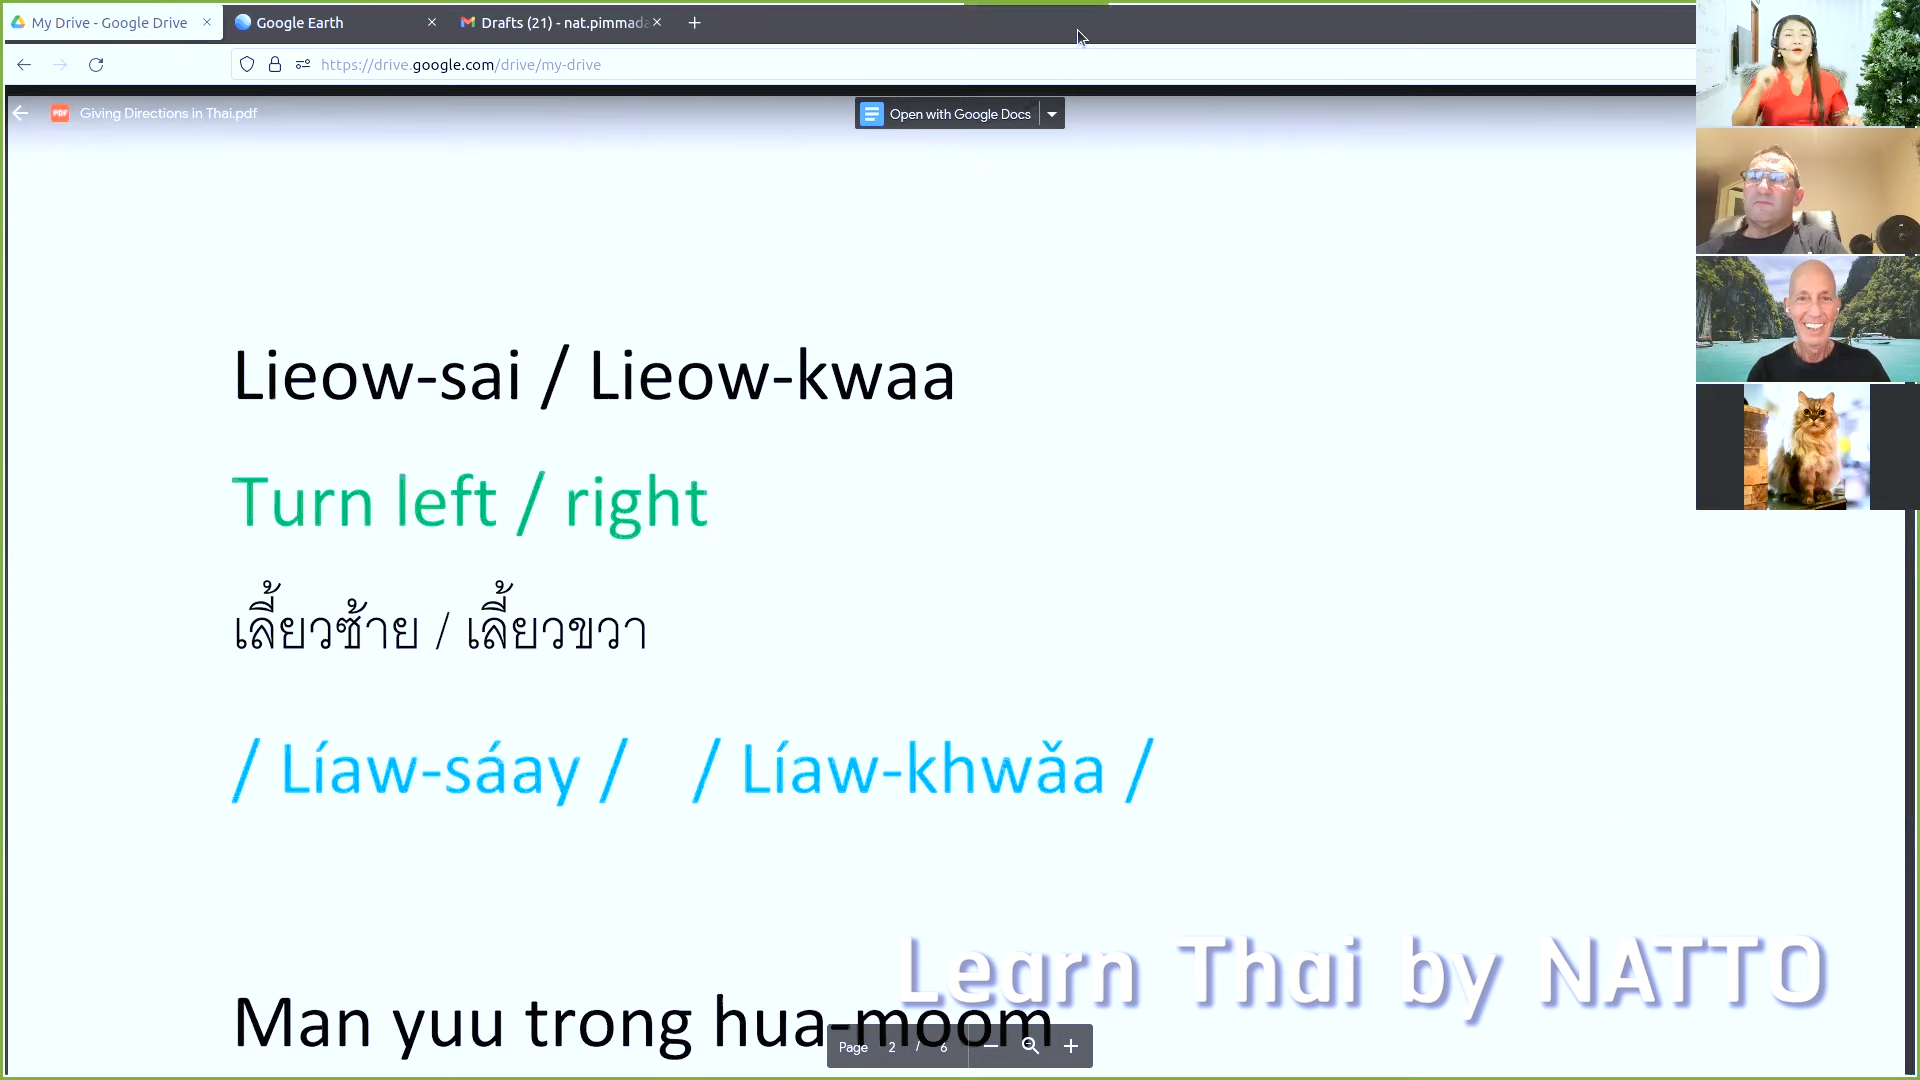 My Drive - Google Drive
Google Earth
Drafts (21) - nat.pimmada
https://drive.google.com/drive/my-drive
PDF Giving Directions in Thai.pdf
Open with Google Docs
Lieow-sai / Lieow-kwaa
Turn left / right
เลี้ยวซ้าย / เลี้ยวขวา
/ Líaw-sáay / / Líaw-khwǎa /
Learn Thai by NATTO
Man yuu trong hua-moom
Page 2 / 6